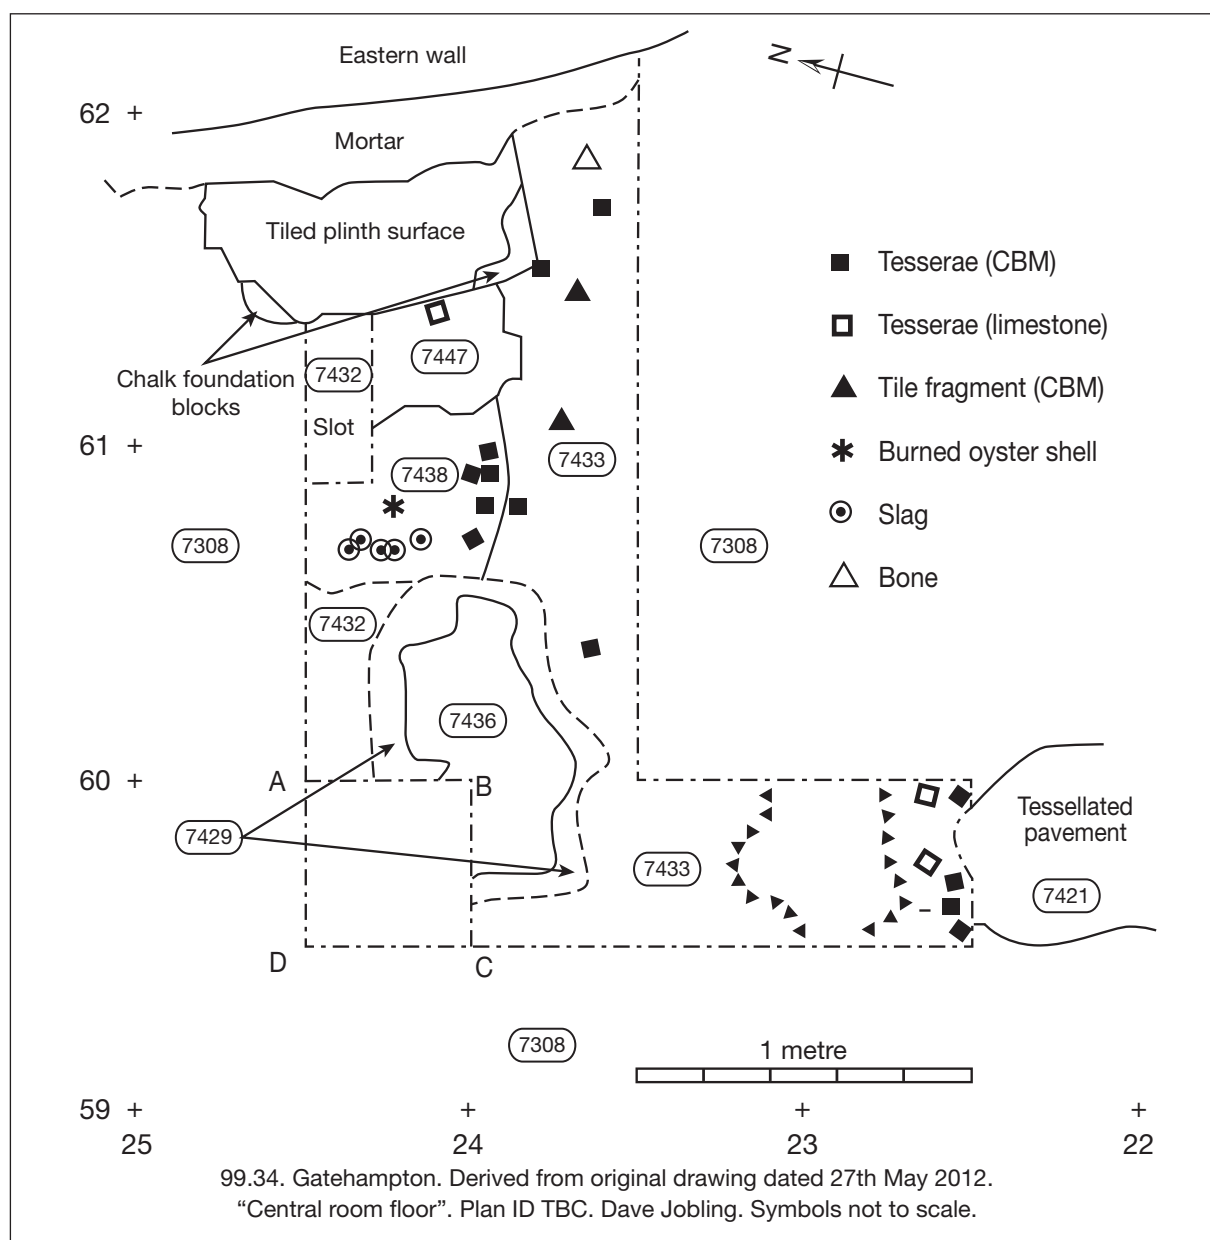 Eastern wall
N
62
Mortar
Tiled plinth surface
Tesserae (CBM)
Tesserae (limestone)
7447
Chalk foundation
blocks
7432
Tile fragment (CBM)
Slot
61
7438
7433
Burned oyster shell
Slag
7308
7308
Bone
7432
7436
60
A
B
Tessellated
pavement
7429
7433
7421
D
C
7308
1 metre
59
25
24
23
22
99.34. Gatehampton. Derived from original drawing dated 27th May 2012.
“Central room floor”. Plan ID TBC. Dave Jobling. Symbols not to scale.